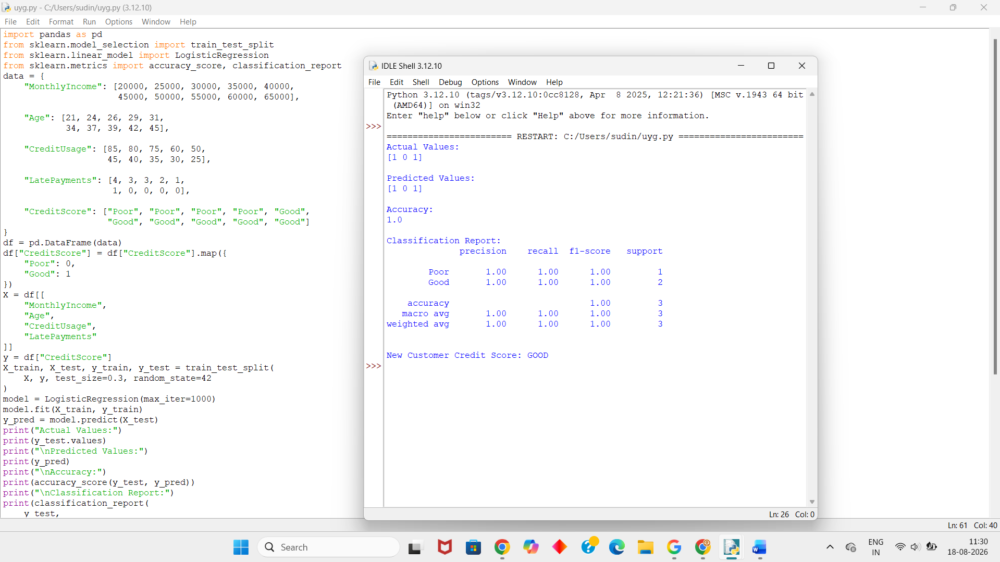 uyg.py - C:/Users/sudin/uyg.py (3.12.10)
File Edit Format Run Options Window Help
import pandas as pd
from sklearn.model_selection import train_test_split
from sklearn.linear_model import LogisticRegression
from sklearn.metrics import accuracy_score, classification_report
data = {
    "MonthlyIncome": [20000, 25000, 30000, 35000, 40000,
                      45000, 50000, 55000, 60000, 65000],

    "Age": [21, 24, 26, 29, 31,
            34, 37, 39, 42, 45],

    "CreditUsage": [85, 80, 75, 60, 50,
                    45, 40, 35, 30, 25],

    "LatePayments": [4, 3, 3, 2, 1,
                     1, 0, 0, 0, 0],

    "CreditScore": ["Poor", "Poor", "Poor", "Poor", "Good",
                    "Good", "Good", "Good", "Good", "Good"]
}
df = pd.DataFrame(data)
df["CreditScore"] = df["CreditScore"].map({
    "Poor": 0,
    "Good": 1
})
X = df[[
    "MonthlyIncome",
    "Age",
    "CreditUsage",
    "LatePayments"
]]
y = df["CreditScore"]
X_train, X_test, y_train, y_test = train_test_split(
    X, y, test_size=0.3, random_state=42
)
model = LogisticRegression(max_iter=1000)
model.fit(X_train, y_train)
y_pred = model.predict(X_test)
print("Actual Values:")
print(y_test.values)
print("\nPredicted Values:")
print(y_pred)
print("\nAccuracy:")
print(accuracy_score(y_test, y_pred))
print("\nClassification Report:")
print(classification_report(
    y_test,
Ln: 61 Col: 40
IDLE Shell 3.12.10
File Edit Shell Debug Options Window Help
Python 3.12.10 (tags/v3.12.10:0cc8128, Apr  8 2025, 12:21:36) [MSC v.1943 64 bit
 (AMD64)] on win32
Enter "help" below or click "Help" above for more information.
>>>
======================== RESTART: C:/Users/sudin/uyg.py ========================
Actual Values:
[1 0 1]

Predicted Values:
[1 0 1]

Accuracy:
1.0

Classification Report:
              precision    recall  f1-score   support

        Poor       1.00      1.00      1.00         1
        Good       1.00      1.00      1.00         2

    accuracy                           1.00         3
   macro avg       1.00      1.00      1.00         3
weighted avg       1.00      1.00      1.00         3


New Customer Credit Score: GOOD
>>>
Ln: 26 Col: 0
Search
ENG
IN
11:30
18-08-2026